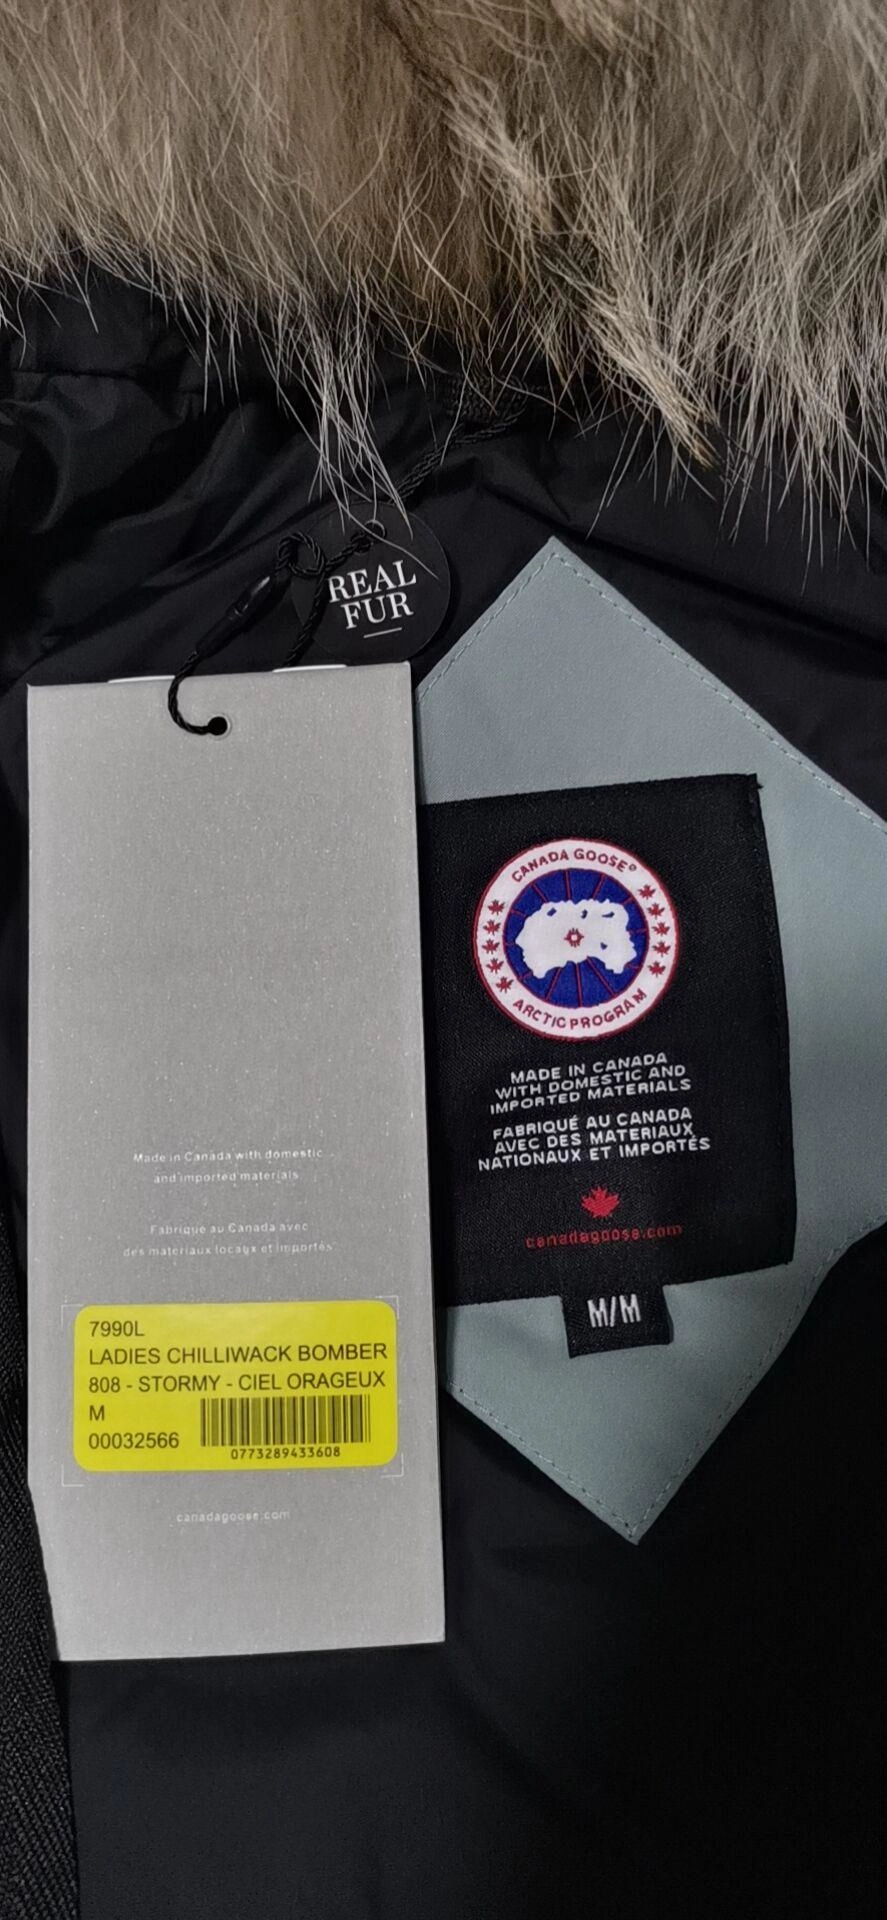 REAL
FUR
CANADA GOOSE®
ARCTIC PROGRAM
MADE IN CANADA
WITH DOMESTIC AND
IMPORTED MATERIALS
FABRIQUÉ AU CANADA
AVEC DES MATERIAUX
NATIONAUX ET IMPORTÉS
canadagoose.com
M/M
Made in Canada with domestic
and imported materials
Fabriqué au Canada avec
des materiaux locaux et importés
7990L
LADIES CHILLIWACK BOMBER
808 - STORMY - CIEL ORAGEUX
M
00032566
0773289433608
canadagoose.com